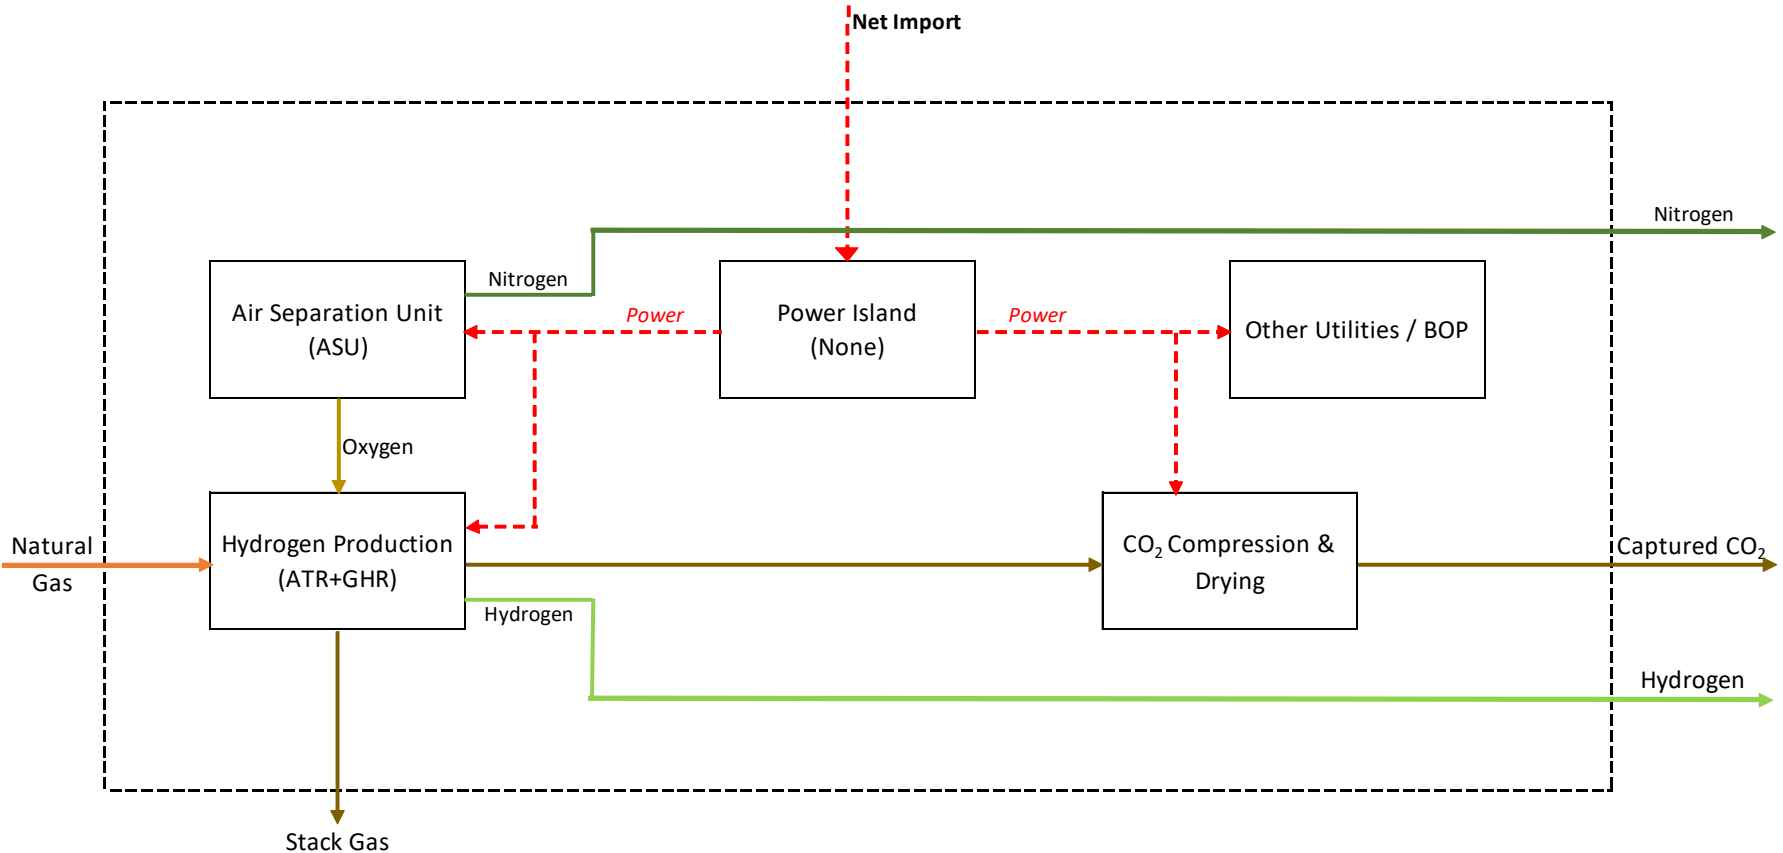 Net Import
Nitrogen
Nitrogen
Air Separation Unit
(ASU)
Power
Power Island
(None)
Power
Other Utilities / BOP
Oxygen
Natural
Gas
Hydrogen Production
(ATR+GHR)
CO₂ Compression &
Drying
Captured CO₂
Hydrogen
Hydrogen
Stack Gas